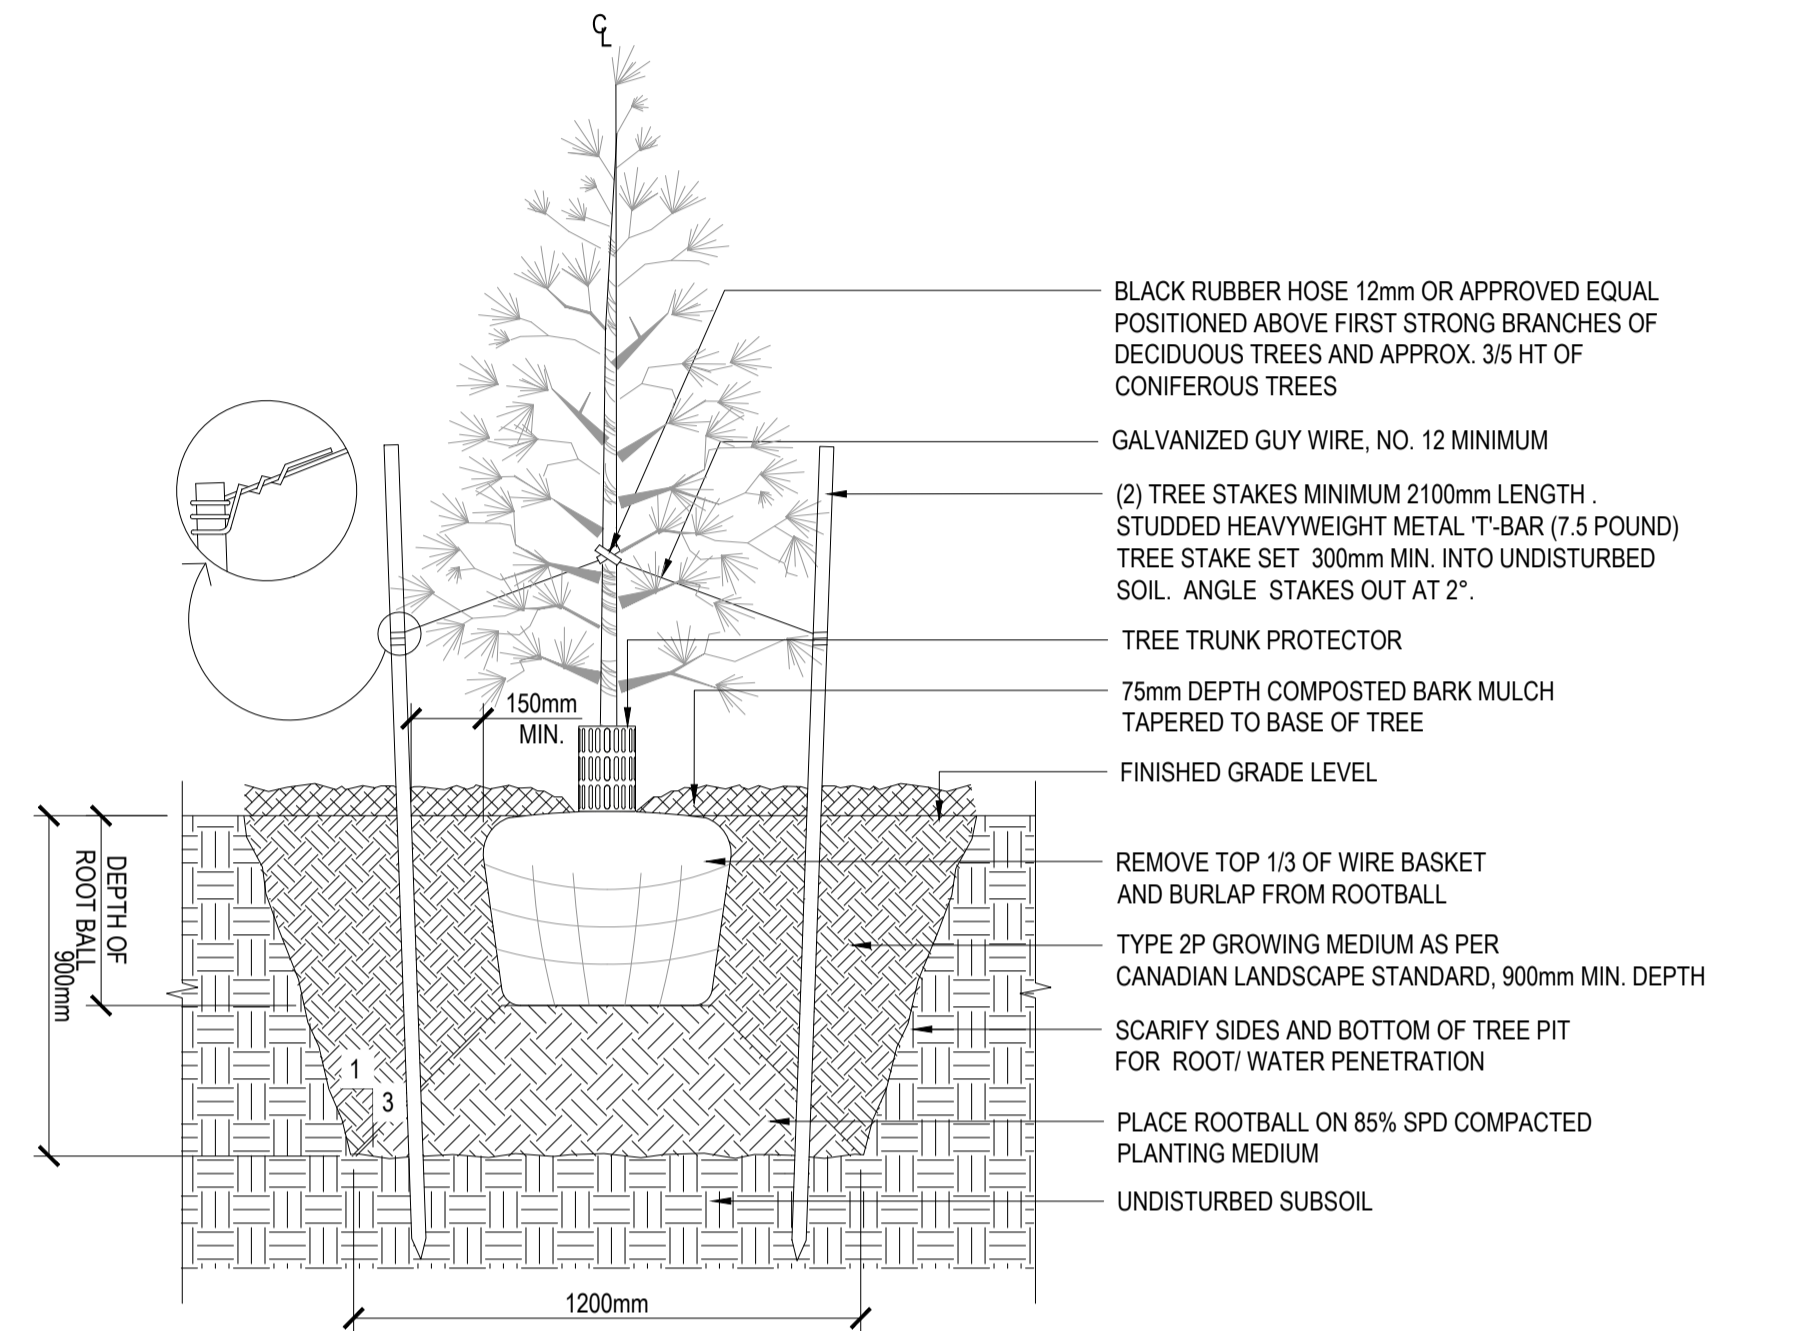 CL
BLACK RUBBER HOSE 12mm OR APPROVED EQUAL
POSITIONED ABOVE FIRST STRONG BRANCHES OF
DECIDUOUS TREES AND APPROX. 3/5 HT OF
CONIFEROUS TREES
GALVANIZED GUY WIRE, NO. 12 MINIMUM
(2) TREE STAKES MINIMUM 2100mm LENGTH .
STUDDED HEAVYWEIGHT METAL 'T'-BAR (7.5 POUND)
TREE STAKE SET 300mm MIN. INTO UNDISTURBED
SOIL. ANGLE STAKES OUT AT 2°.
TREE TRUNK PROTECTOR
75mm DEPTH COMPOSTED BARK MULCH
TAPERED TO BASE OF TREE
150mm
MIN.
FINISHED GRADE LEVEL
REMOVE TOP 1/3 OF WIRE BASKET
AND BURLAP FROM ROOTBALL
DEPTH OF
ROOT BALL
900mm
TYPE 2P GROWING MEDIUM AS PER
CANADIAN LANDSCAPE STANDARD, 900mm MIN. DEPTH
SCARIFY SIDES AND BOTTOM OF TREE PIT
FOR ROOT/ WATER PENETRATION
1
3
PLACE ROOTBALL ON 85% SPD COMPACTED
PLANTING MEDIUM
UNDISTURBED SUBSOIL
1200mm